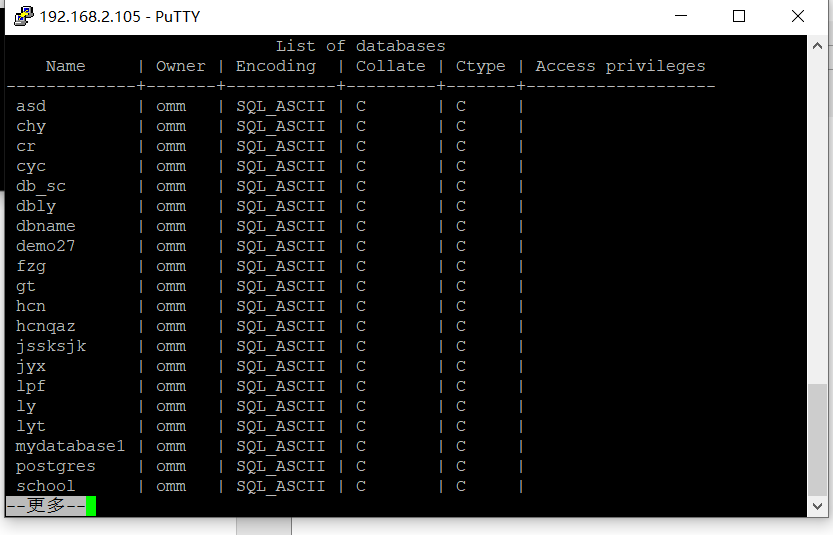 192.168.2.105 - PuTTY
List of databases
Name | Owner | Encoding | Collate | Ctype | Access privileges
-------------+-------+-----------+---------+-------+-------------------
asd | omm | SQL_ASCII | C | C |
chy | omm | SQL_ASCII | C | C |
cr | omm | SQL_ASCII | C | C |
cyc | omm | SQL_ASCII | C | C |
db_sc | omm | SQL_ASCII | C | C |
dbly | omm | SQL_ASCII | C | C |
dbname | omm | SQL_ASCII | C | C |
demo27 | omm | SQL_ASCII | C | C |
fzg | omm | SQL_ASCII | C | C |
gt | omm | SQL_ASCII | C | C |
hcn | omm | SQL_ASCII | C | C |
hcnqaz | omm | SQL_ASCII | C | C |
jssksjk | omm | SQL_ASCII | C | C |
jyx | omm | SQL_ASCII | C | C |
lpf | omm | SQL_ASCII | C | C |
ly | omm | SQL_ASCII | C | C |
lyt | omm | SQL_ASCII | C | C |
mydatabase1 | omm | SQL_ASCII | C | C |
postgres | omm | SQL_ASCII | C | C |
school | omm | SQL_ASCII | C | C |
--更多--